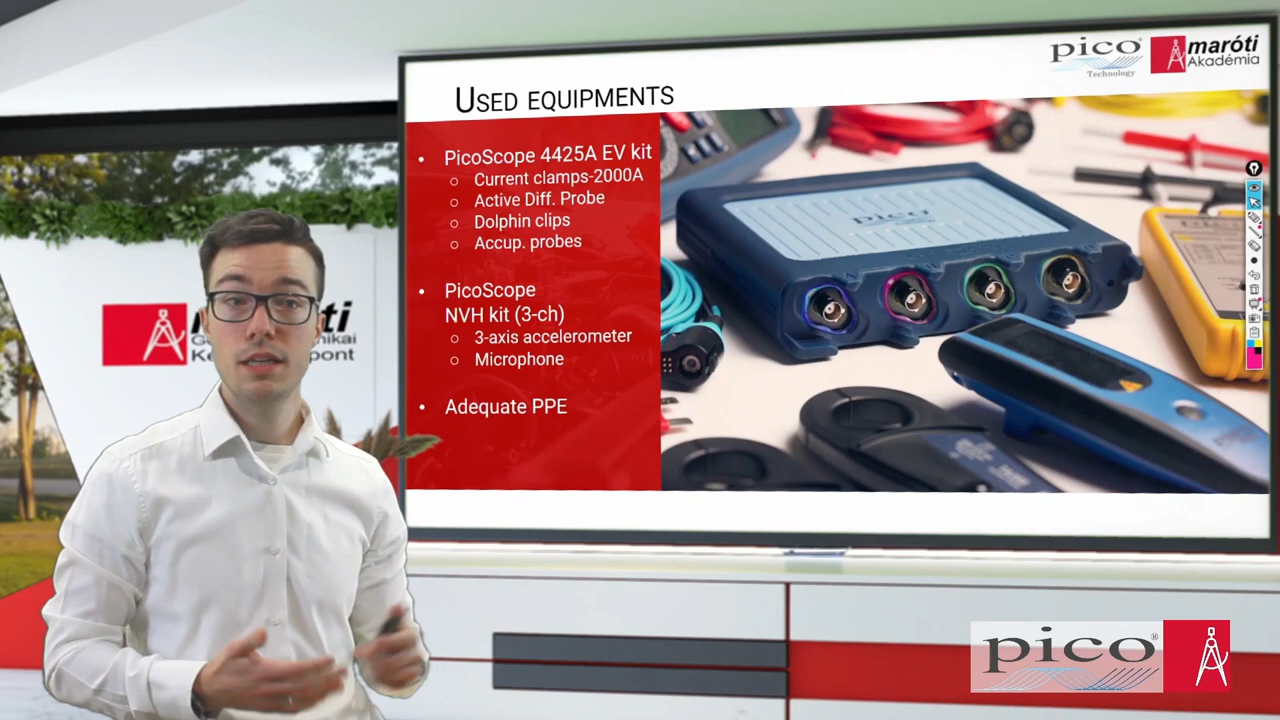 pico
Technology
maróti
Akadémia
USED EQUIPMENTS
• PicoScope 4425A EV kit
○ Current clamps-2000A
○ Active Diff. Probe
○ Dolphin clips
○ Accup. probes
• PicoScope
NVH kit (3-ch)
○ 3-axis accelerometer
○ Microphone
• Adequate PPE
pico
pico®